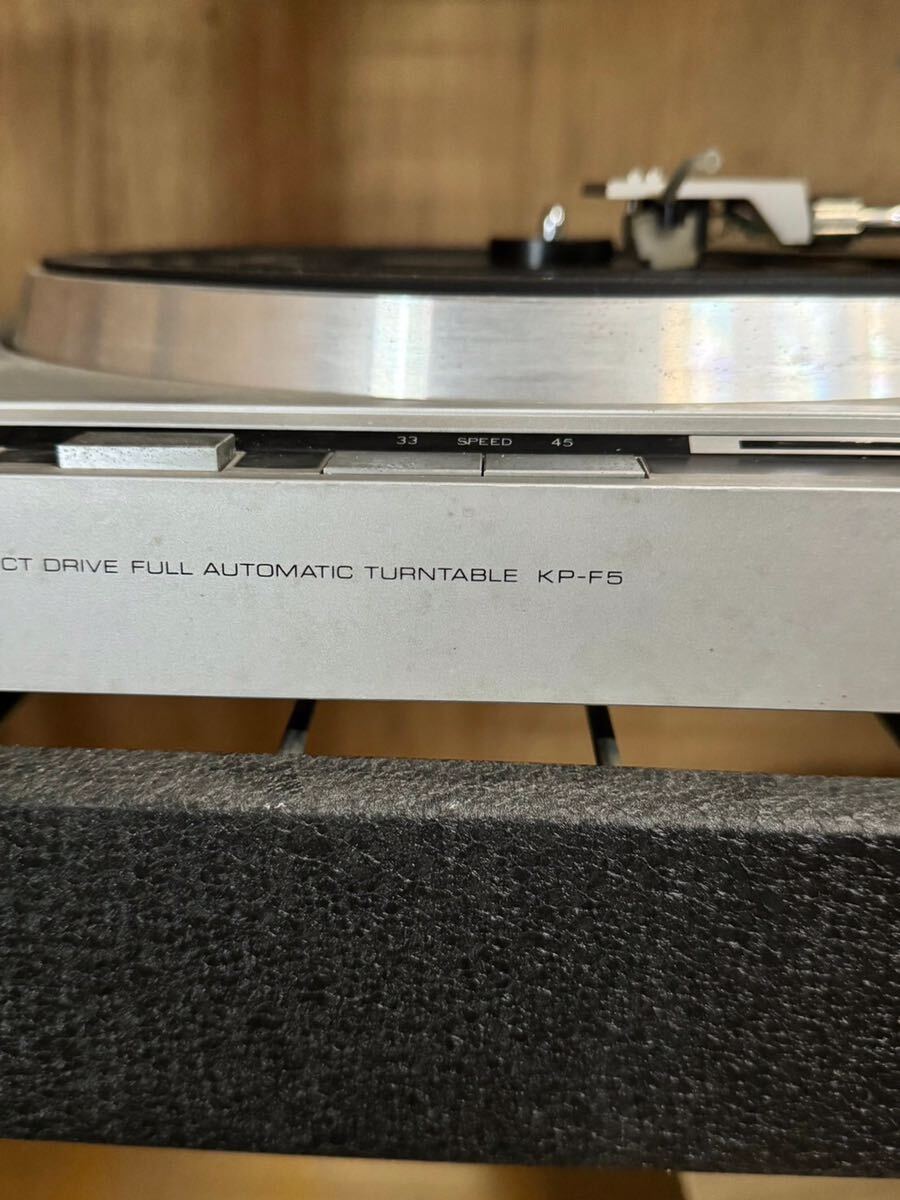 33 SPEED 45
CT DRIVE FULL AUTOMATIC TURNTABLE KP-F5